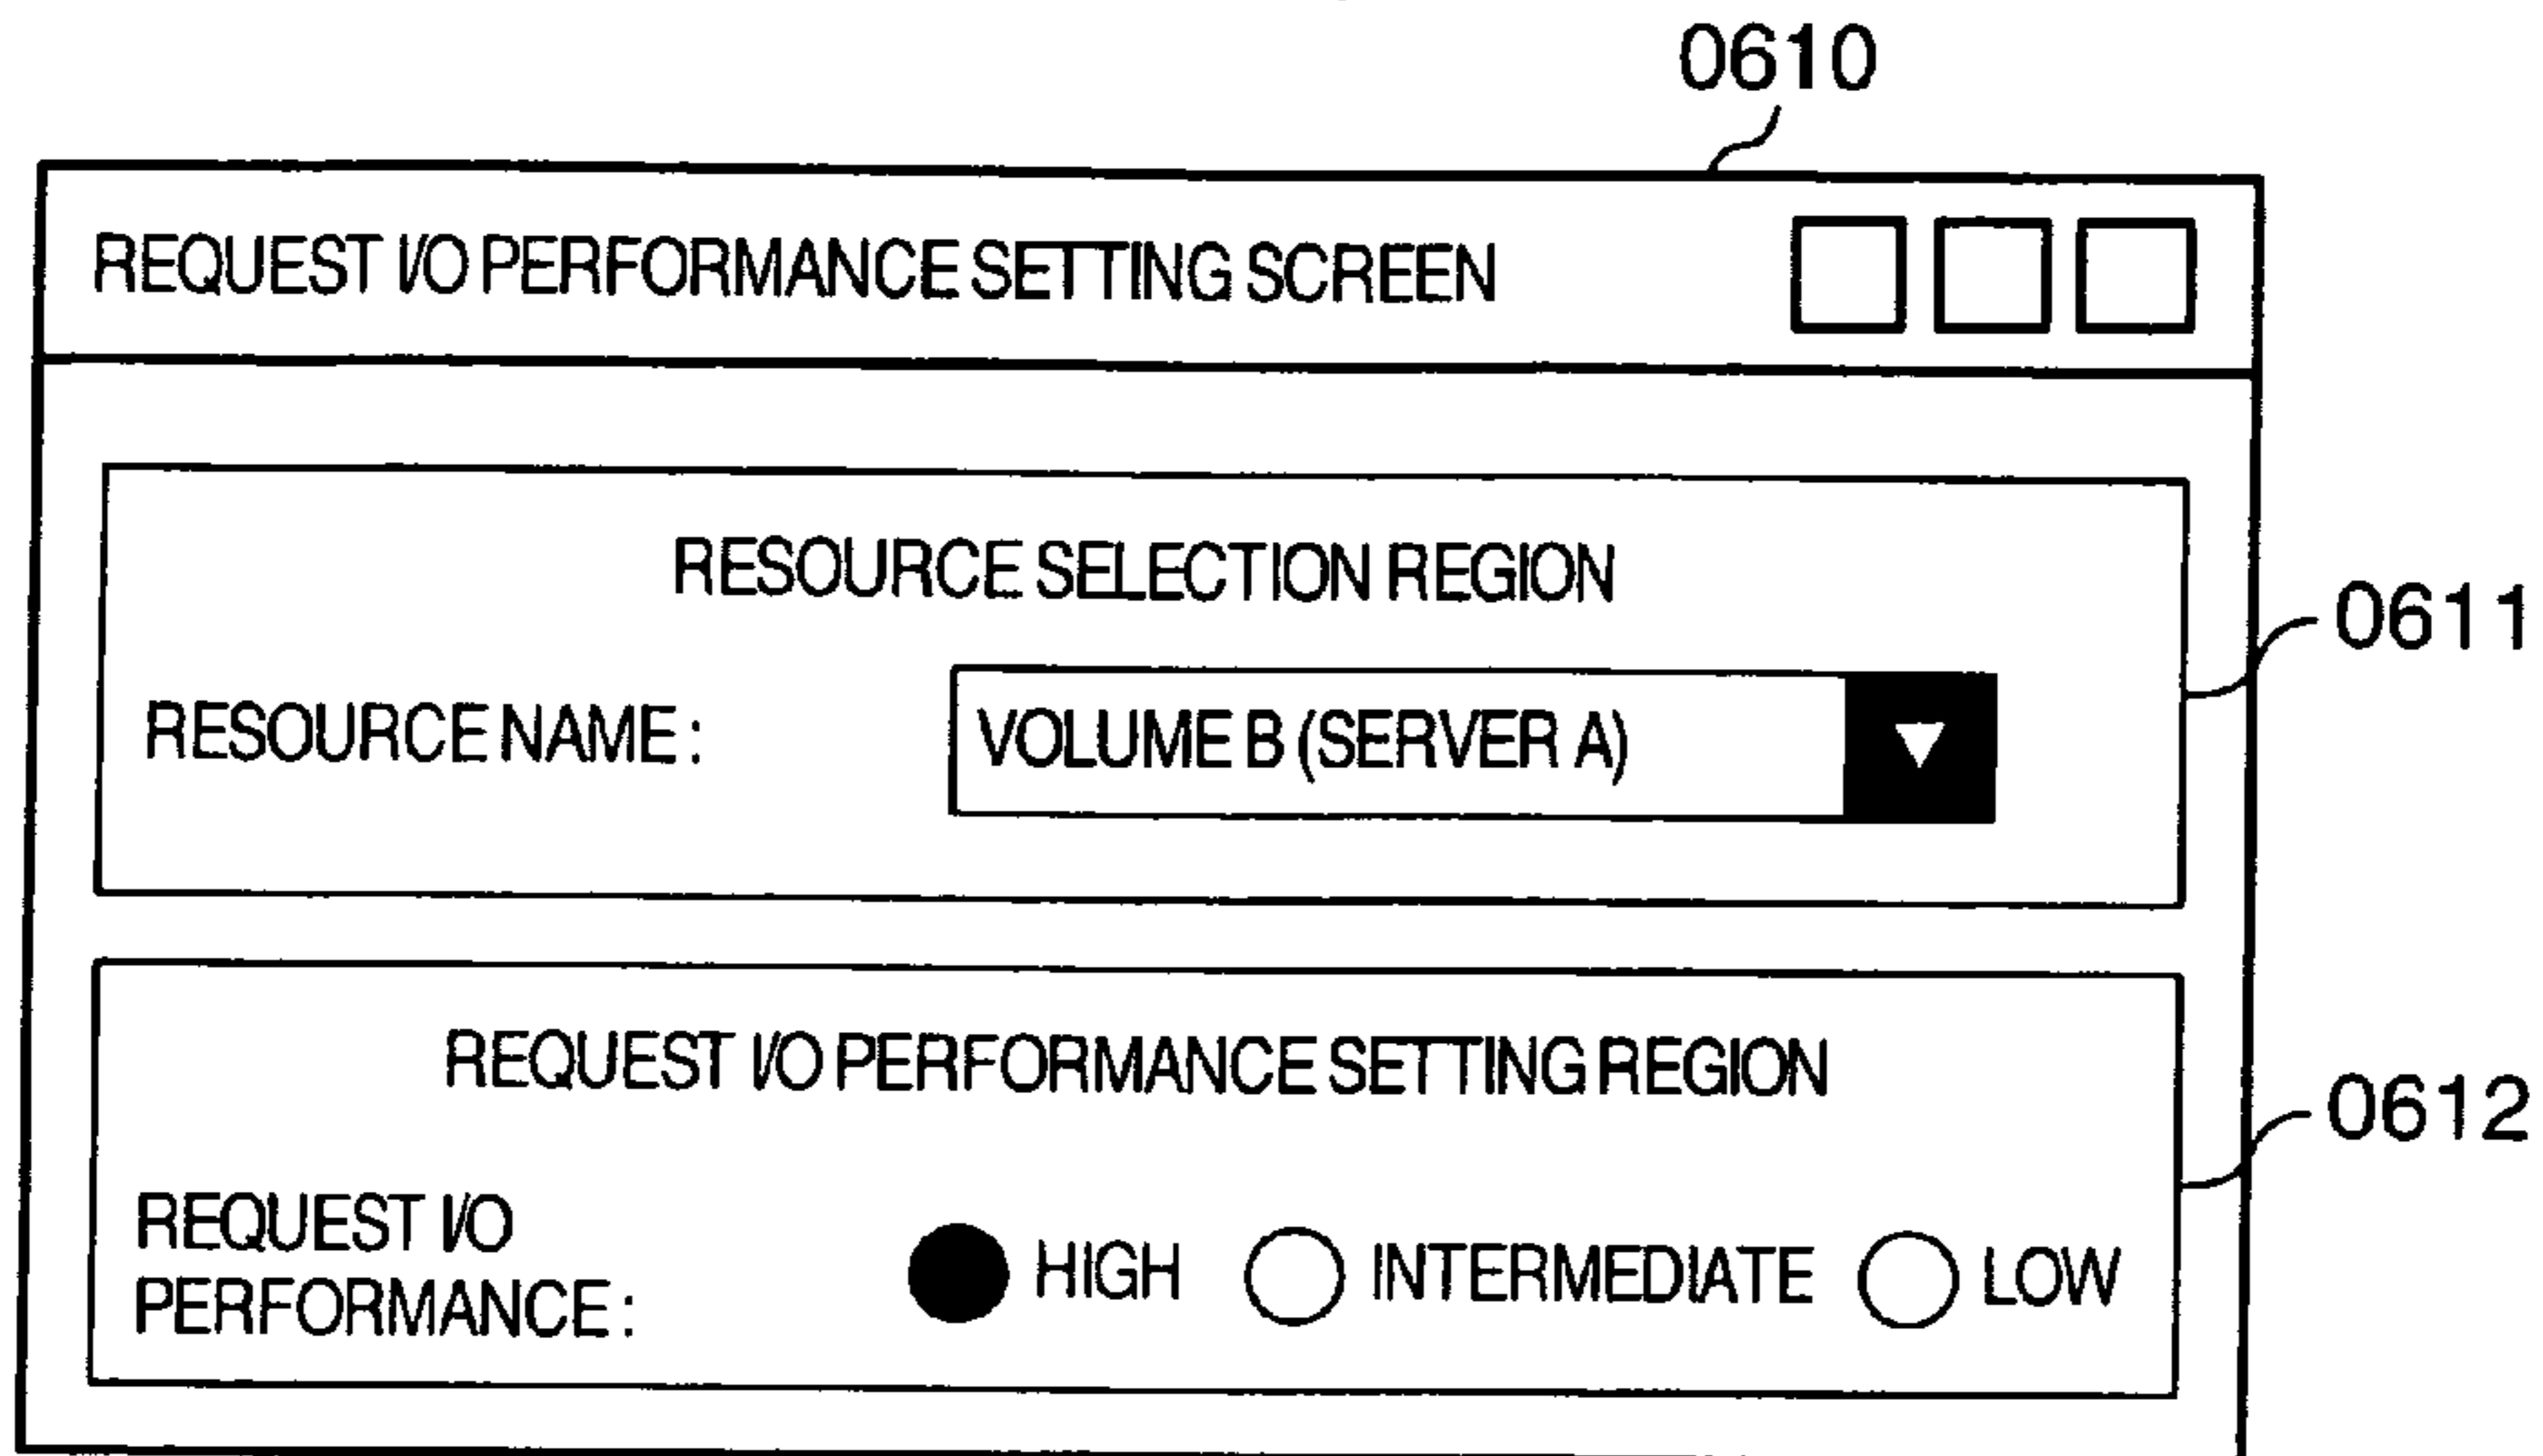 0610
REQUEST I/O PERFORMANCE SETTING SCREEN
RESOURCE SELECTION REGION
0611
RESOURCE NAME :
VOLUME B (SERVER A)
REQUEST I/O PERFORMANCE SETTING REGION
0612
REQUEST I/O
PERFORMANCE :
HIGH INTERMEDIATE LOW